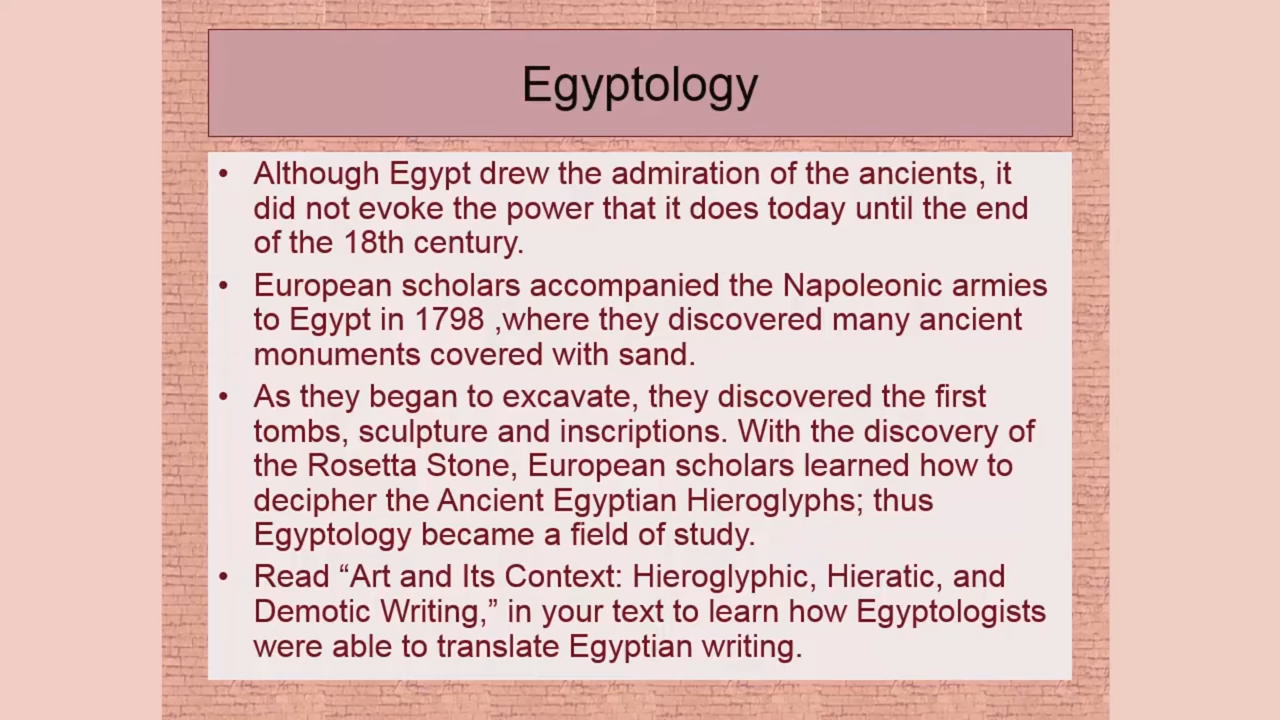 Egyptology
• Although Egypt drew the admiration of the ancients, it
did not evoke the power that it does today until the end
of the 18th century.
• European scholars accompanied the Napoleonic armies
to Egypt in 1798 ,where they discovered many ancient
monuments covered with sand.
• As they began to excavate, they discovered the first
tombs, sculpture and inscriptions. With the discovery of
the Rosetta Stone, European scholars learned how to
decipher the Ancient Egyptian Hieroglyphs; thus
Egyptology became a field of study.
• Read “Art and Its Context: Hieroglyphic, Hieratic, and
Demotic Writing,” in your text to learn how Egyptologists
were able to translate Egyptian writing.